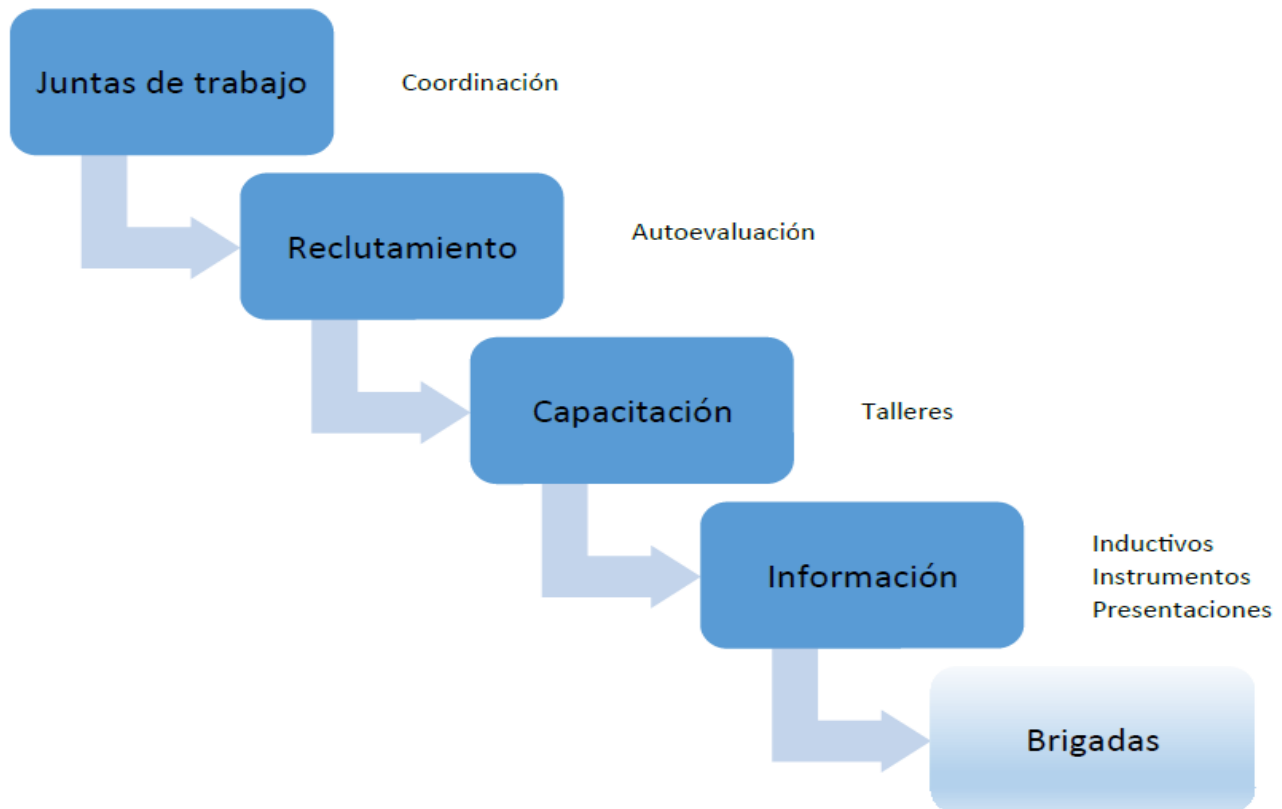 Juntas de trabajo
Coordinación
Reclutamiento
Autoevaluación
Capacitación
Talleres
Información
Inductivos
Instrumentos
Presentaciones
Brigadas